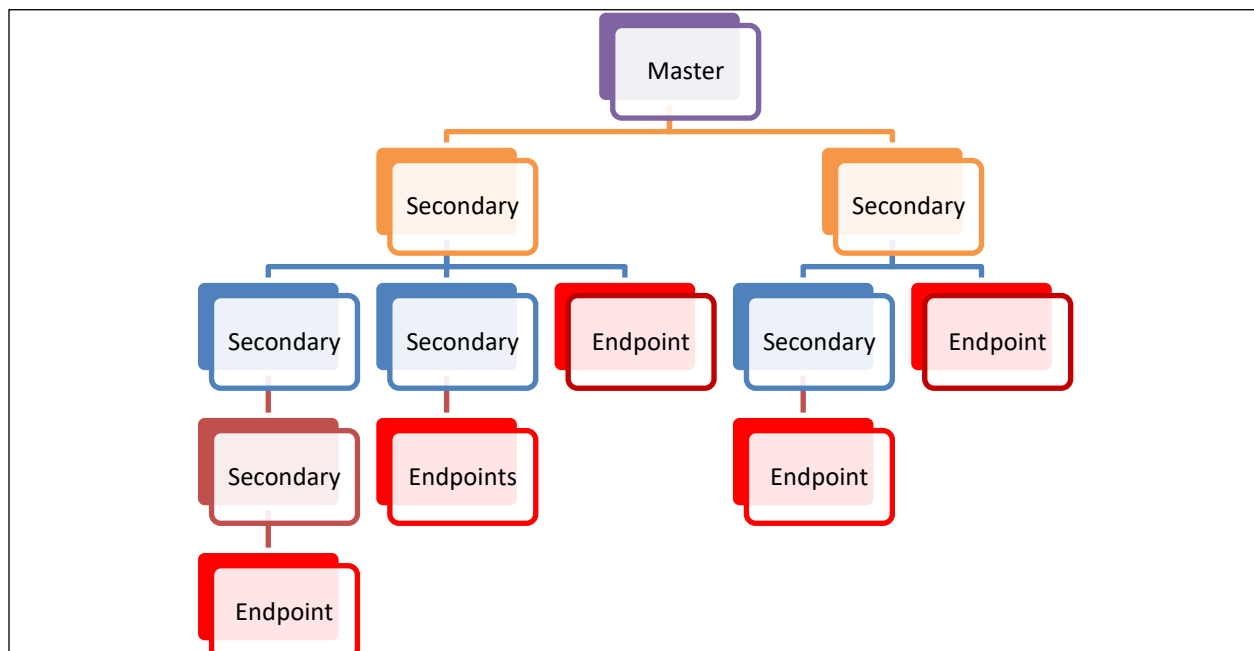 Master
Secondary
Secondary
Secondary
Secondary
Endpoint
Secondary
Endpoint
Secondary
Endpoints
Endpoint
Endpoint